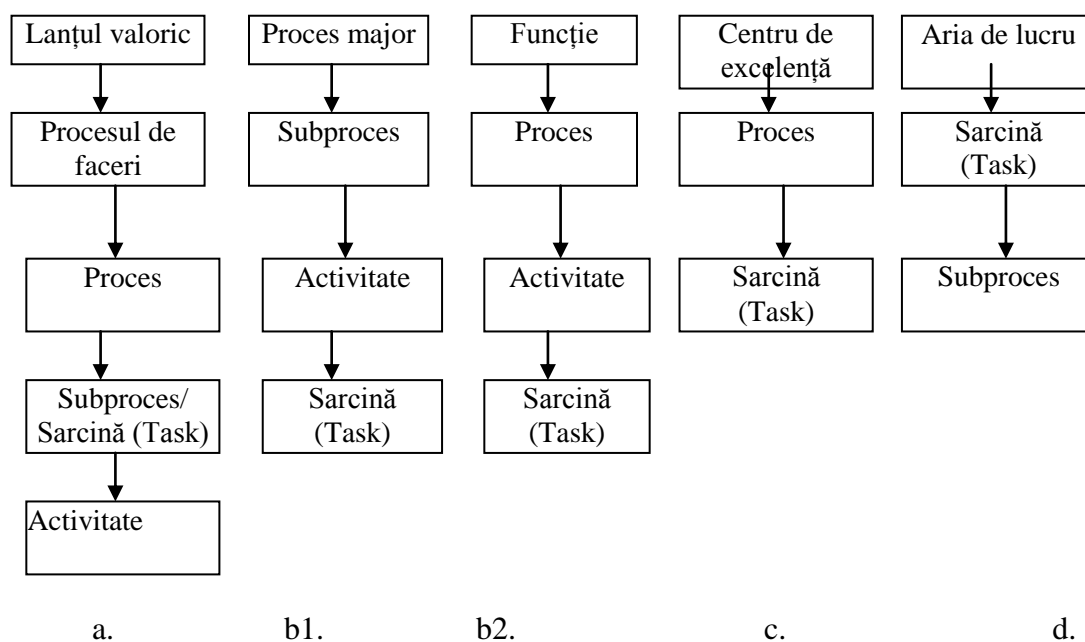 Lanțul valoric
Procesul de
faceri
Proces
Subproces/
Sarcină (Task)
Activitate
a.
Proces major
Subproces
Activitate
Sarcină
(Task)
b1.
Funcție
Proces
Activitate
Sarcină
(Task)
b2.
Centru de
excelență
Proces
Sarcină
(Task)
c.
Aria de lucru
Sarcină
(Task)
Subproces
d.